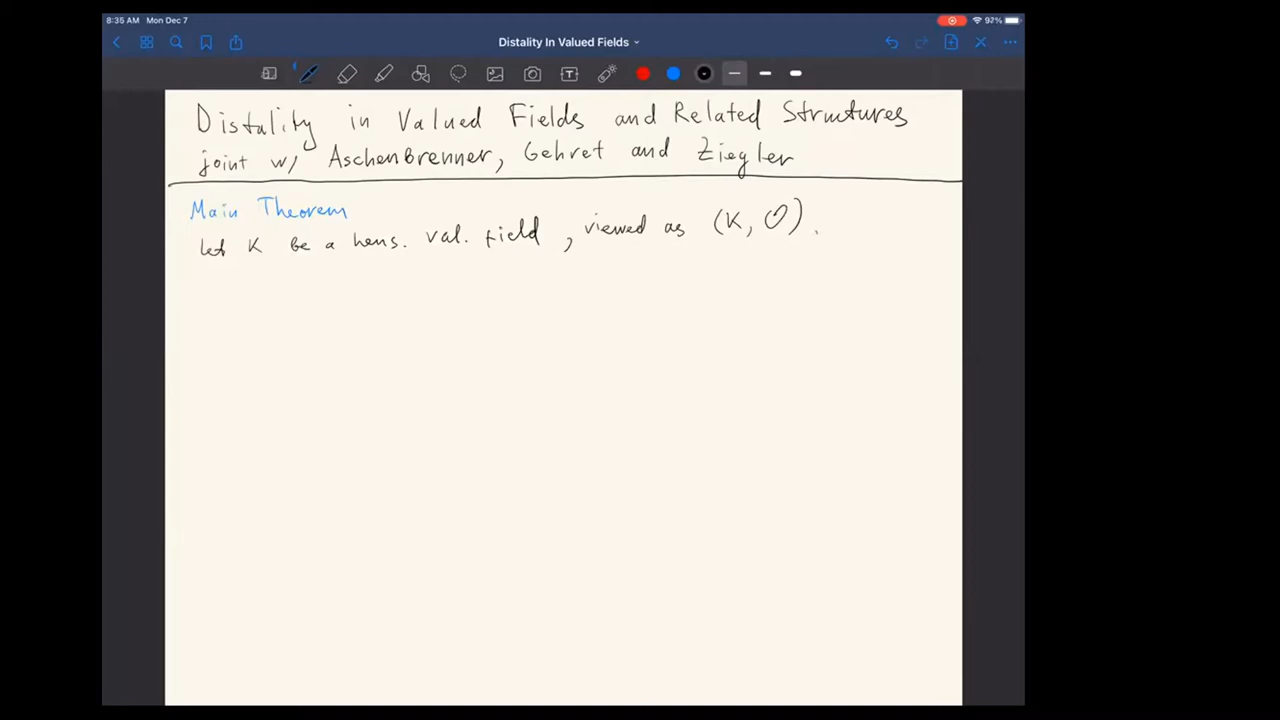 8:35 AM Mon Dec 7
97%
Distality In Valued Fields
Distality in Valued Fields and Related Structures
joint w/ Aschenbrenner, Gehret and Ziegler
Main Theorem
let K be a hens. val. field, viewed as (K, O).